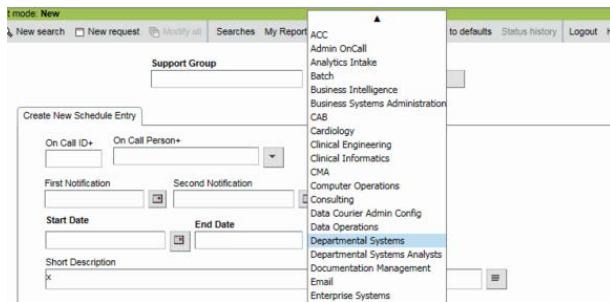 t mode: New
New search New request Modify all Searches My Report to defaults Status history Logout H
Support Group
Create New Schedule Entry
On Call ID+ On Call Person+
First Notification Second Notification
Start Date End Date
Short Description
x
ACC
Admin OnCall
Analytics Intake
Batch
Business Intelligence
Business Systems Administration
CAB
Cardiology
Clinical Engineering
Clinical Informatics
CMA
Computer Operations
Consulting
Data Courier Admin Config
Data Operations
Departmental Systems
Departmental Systems Analysts
Documentation Management
Email
Enterprise Systems